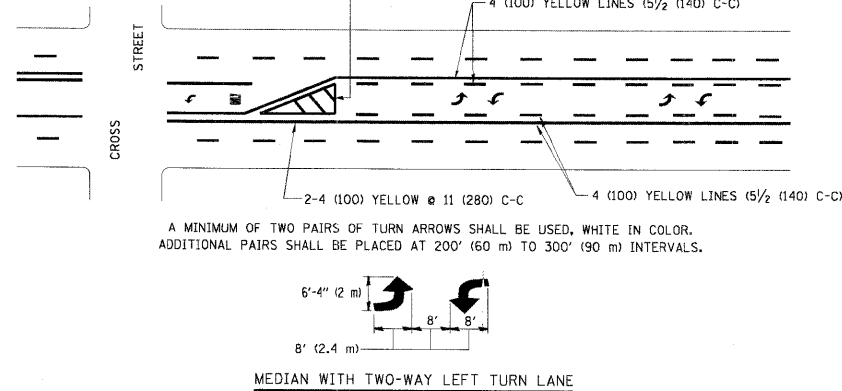 4 (100) YELLOW LINES (5½ (140) C-C)
STREET
CROSS
2-4 (100) YELLOW @ 11 (280) C-C
4 (100) YELLOW LINES (5½ (140) C-C)
A MINIMUM OF TWO PAIRS OF TURN ARROWS SHALL BE USED, WHITE IN COLOR.
ADDITIONAL PAIRS SHALL BE PLACED AT 200' (60 m) TO 300' (90 m) INTERVALS.
6'-4" (2 m)
8' 8'
8' (2.4 m)
MEDIAN WITH TWO-WAY LEFT TURN LANE